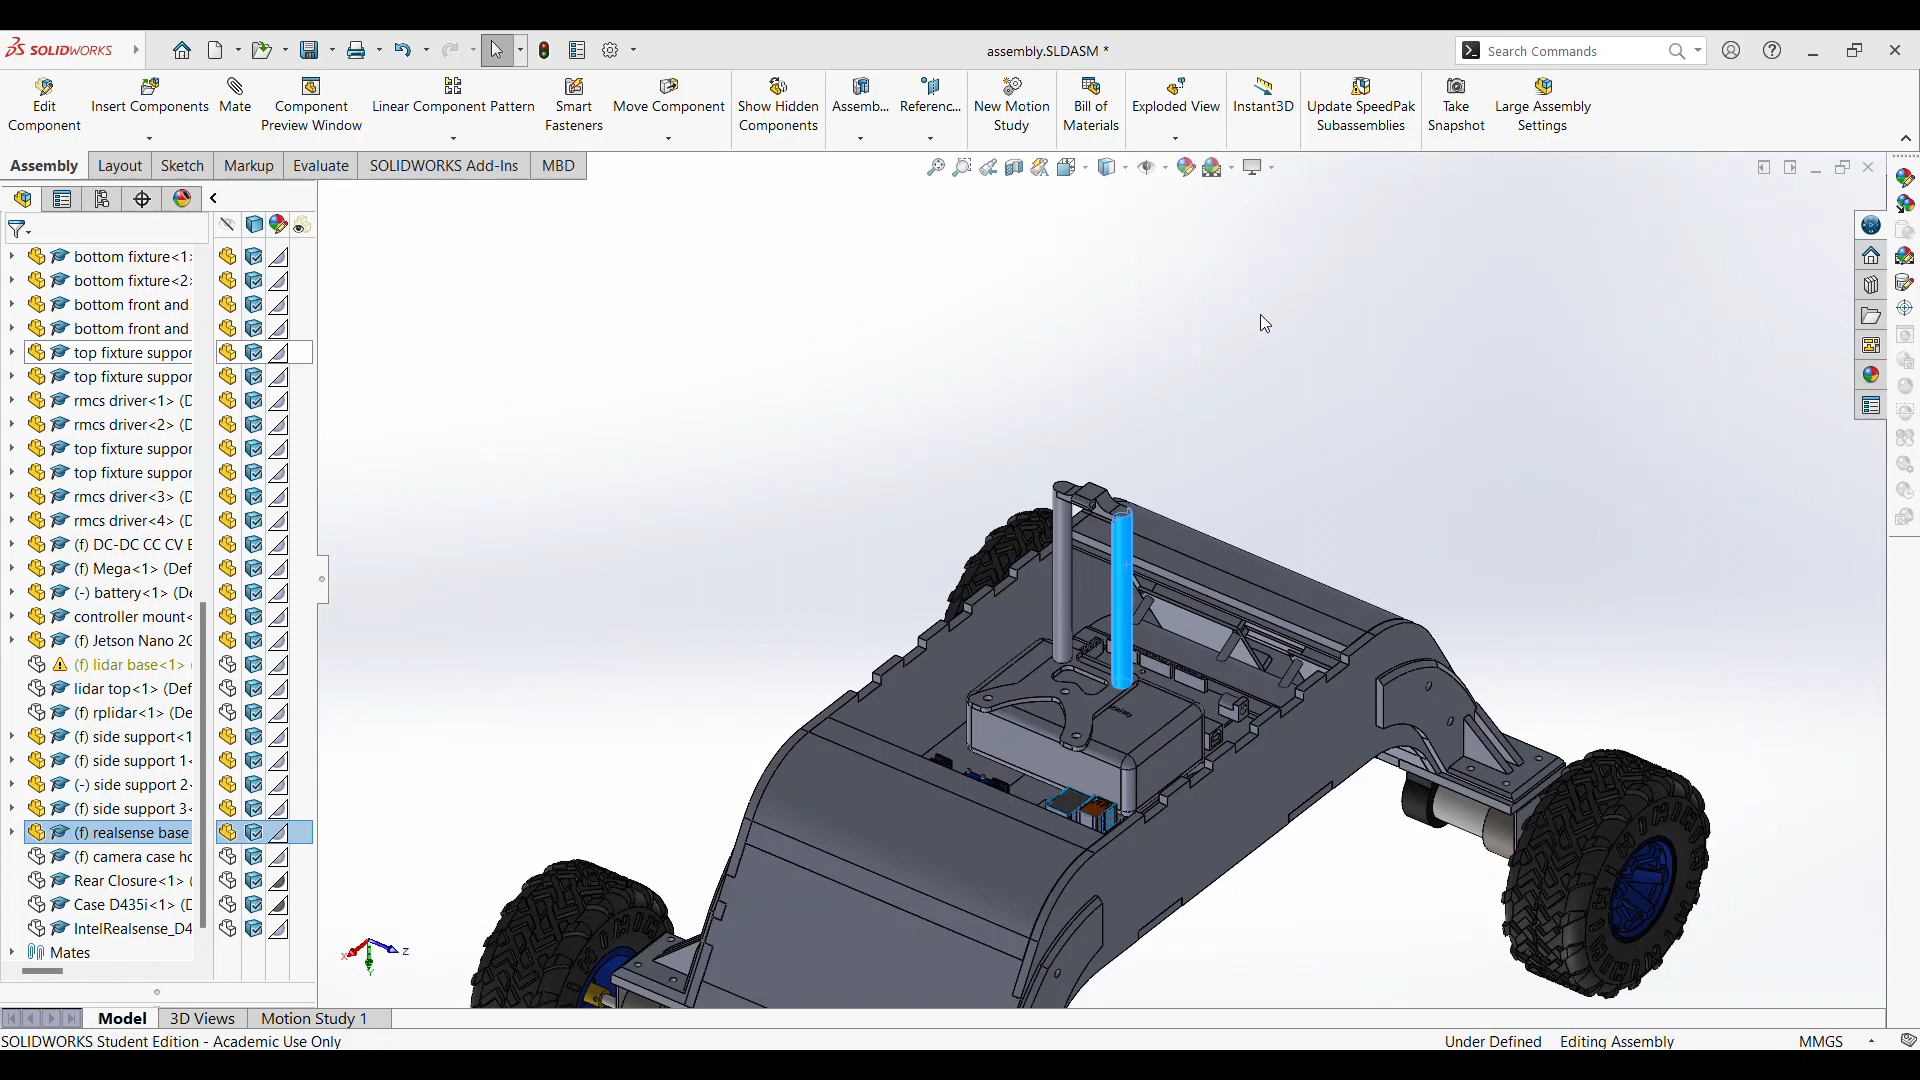 SOLIDWORKS
assembly.SLDASM *
Search Commands
Edit Component
Insert Components
Mate
Component Preview Window
Linear Component Pattern
Smart Fasteners
Move Component
Show Hidden Components
Assemb...
Referenc...
New Motion Study
Bill of Materials
Exploded View
Instant3D
Update SpeedPak Subassemblies
Take Snapshot
Large Assembly Settings
Assembly
Layout
Sketch
Markup
Evaluate
SOLIDWORKS Add-Ins
MBD
bottom fixture<1>
bottom fixture<2>
bottom front and
bottom front and
top fixture suppor
top fixture suppor
rmcs driver<1> (D
rmcs driver<2> (D
top fixture suppor
top fixture suppor
rmcs driver<3> (D
rmcs driver<4> (D
(f) DC-DC CC CV B
(f) Mega<1> (Def
(-) battery<1> (De
controller mount<
(f) Jetson Nano 2G
(f) lidar base<1>
lidar top<1> (Def
(f) rplidar<1> (De
(f) side support<1
(f) side support 1<
(-) side support 2<
(f) side support 3<
(f) realsense base
(f) camera case ho
Rear Closure<1> (
Case D435i<1> (D
IntelRealsense_D4
Mates
x
z
Y
Model
3D Views
Motion Study 1
SOLIDWORKS Student Edition - Academic Use Only
Under Defined
Editing Assembly
MMGS